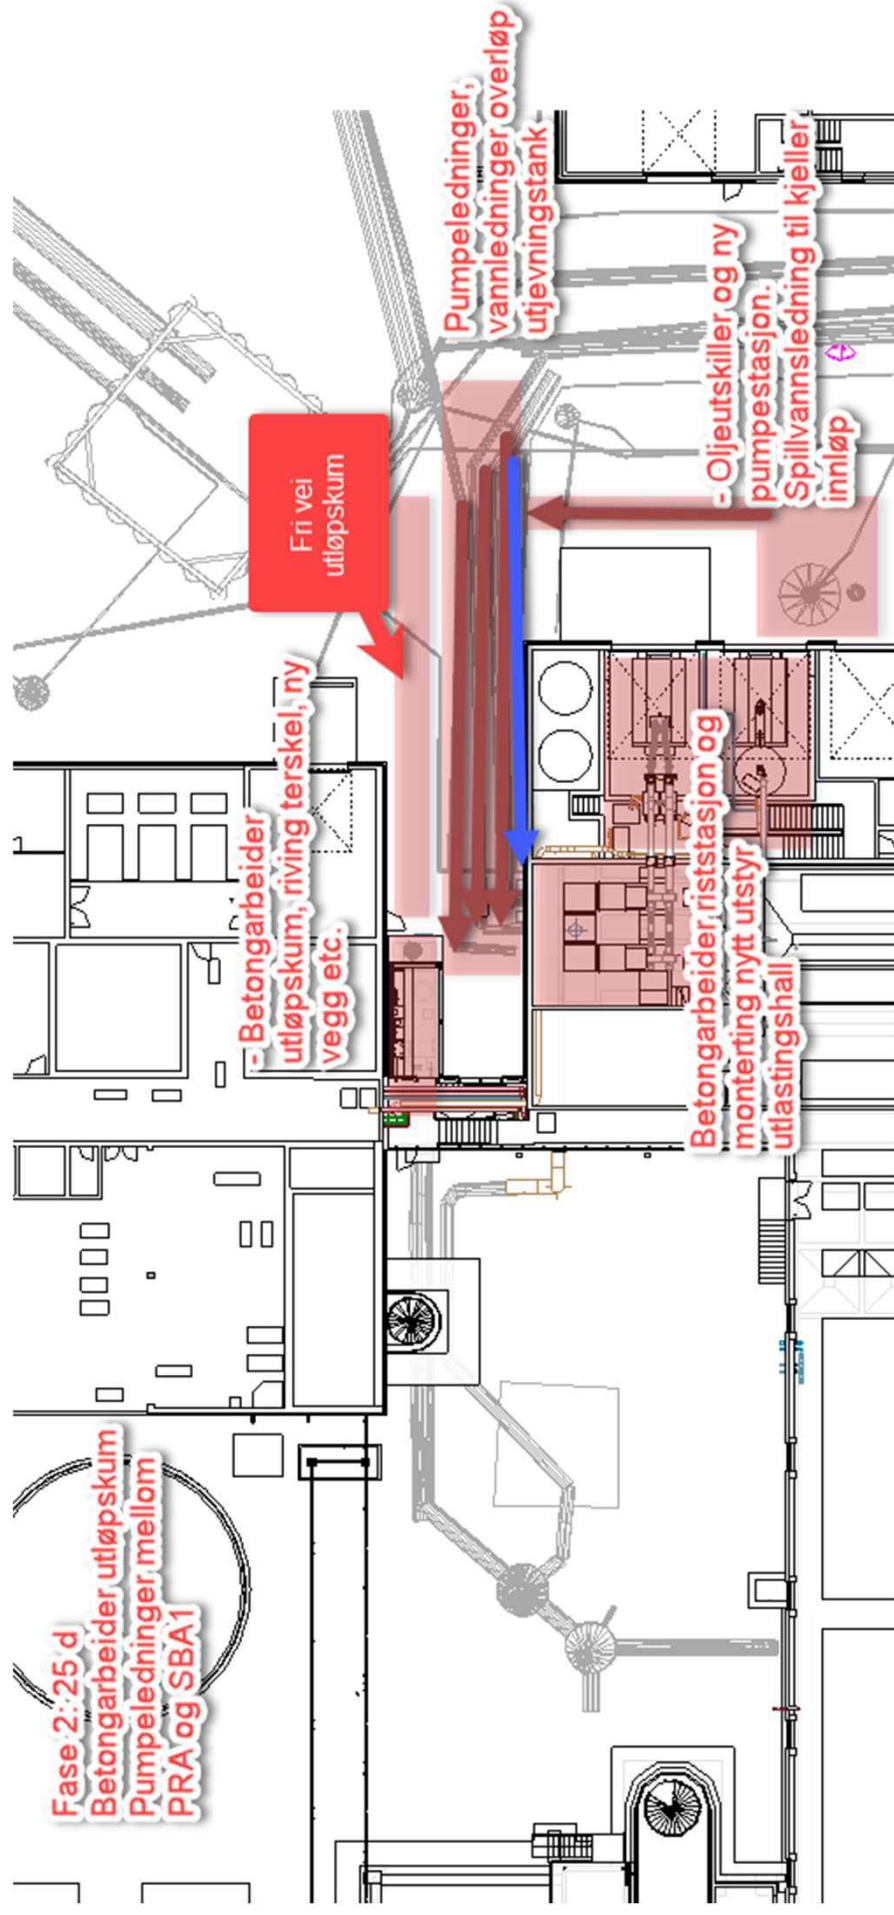 Fase 2: 25 d
Betongarbeider utløpskum
Pumpeledninger mellom
PRA og SBA1
- Betongarbeider
utløpskum, riving terskel, ny
vegg etc.
Fri vei
utløpskum
Pumpeledninger,
vannledninger overløp
utjevningstank
- Oljeutskiller og ny
pumpestasjon.
Spillvannsledning til kjeller
innløp
Betongarbeider riststasjon og
monterting nytt utstyr
utlastingshall